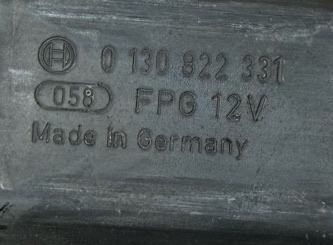 0 130 822 331
058 FPG 12V
Made in Germany